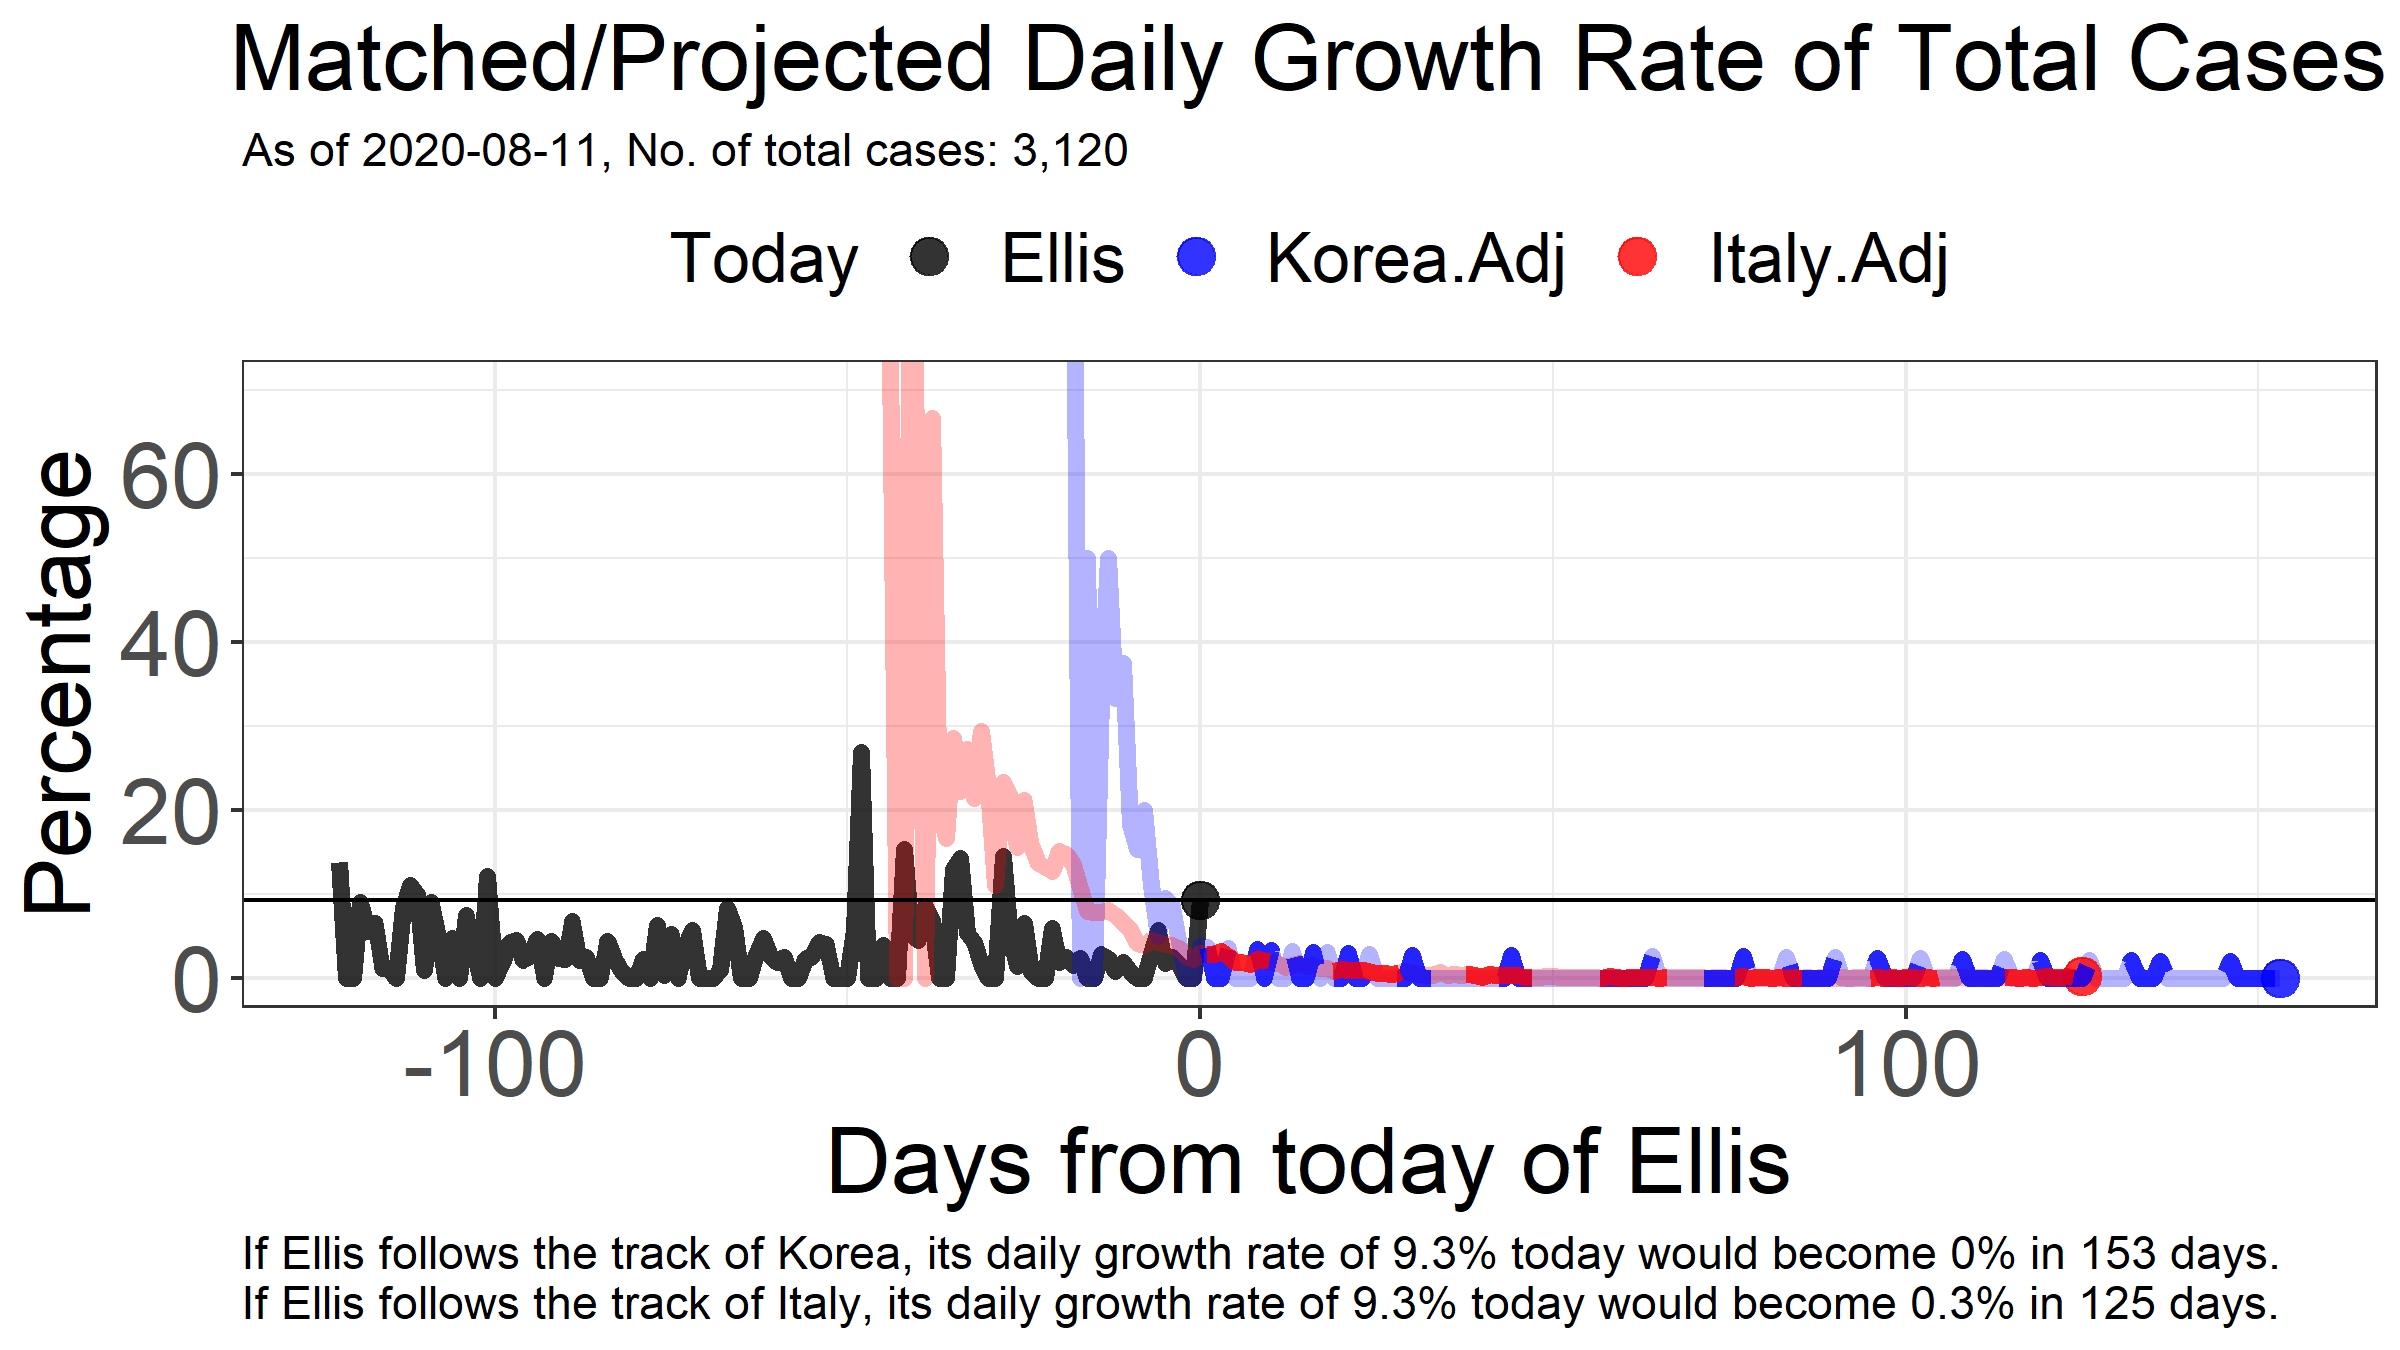 Matched/Projected Daily Growth Rate of Total Cases
As of 2020-08-11, No. of total cases: 3,120
Today Ellis Korea.Adj Italy.Adj
Percentage
60
40
20
0
-100 0 100
Days from today of Ellis
If Ellis follows the track of Korea, its daily growth rate of 9.3% today would become 0% in 153 days.
If Ellis follows the track of Italy, its daily growth rate of 9.3% today would become 0.3% in 125 days.